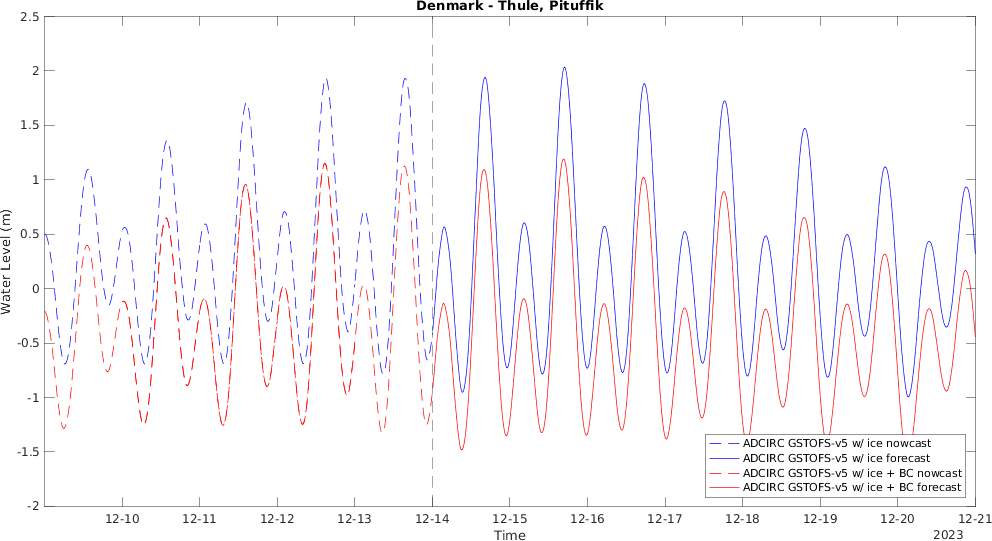 Denmark - Thule, Pituffik
2.5
2
1.5
1
0.5
0
-0.5
-1
-1.5
-2
Water Level (m)
12-10 12-11 12-12 12-13 12-14 12-15 12-16 12-17 12-18 12-19 12-20 12-21
Time
2023
ADCIRC GSTOFS-v5 w/ ice nowcast
ADCIRC GSTOFS-v5 w/ ice forecast
ADCIRC GSTOFS-v5 w/ ice + BC nowcast
ADCIRC GSTOFS-v5 w/ ice + BC forecast